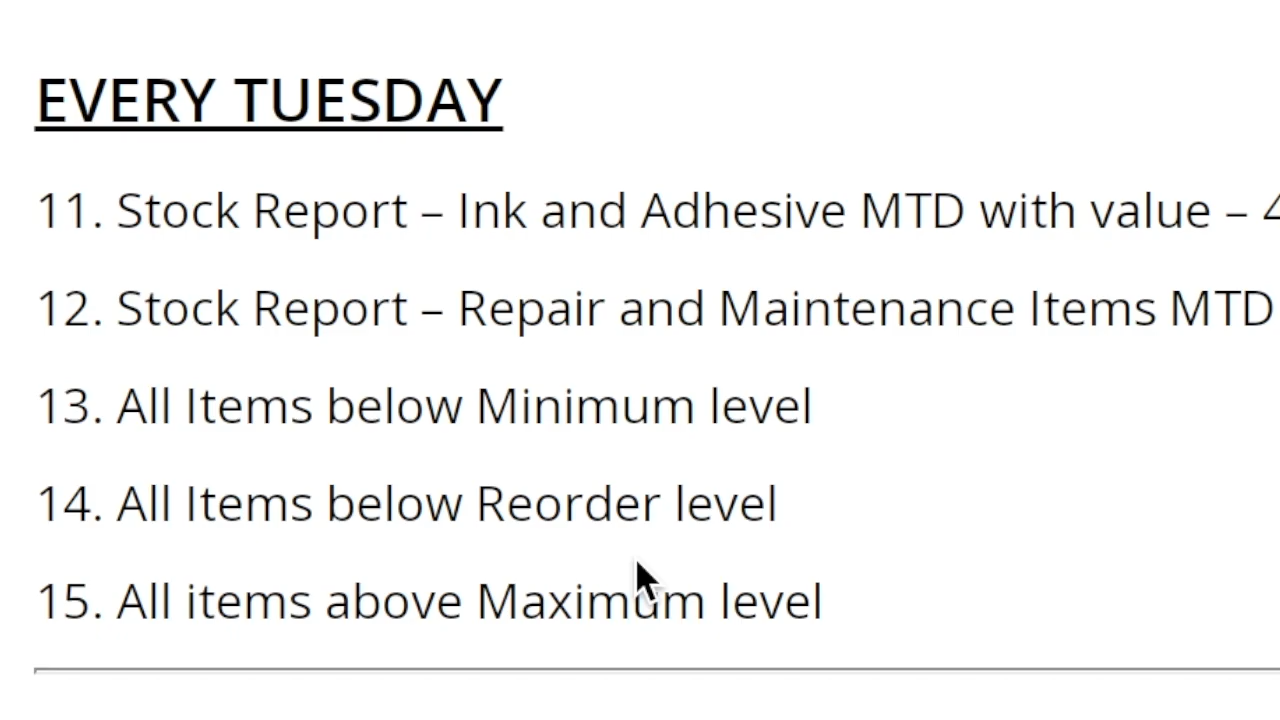 EVERY TUESDAY
11. Stock Report – Ink and Adhesive MTD with value –
12. Stock Report – Repair and Maintenance Items MTD
13. All Items below Minimum level
14. All Items below Reorder level
15. All items above Maximum level